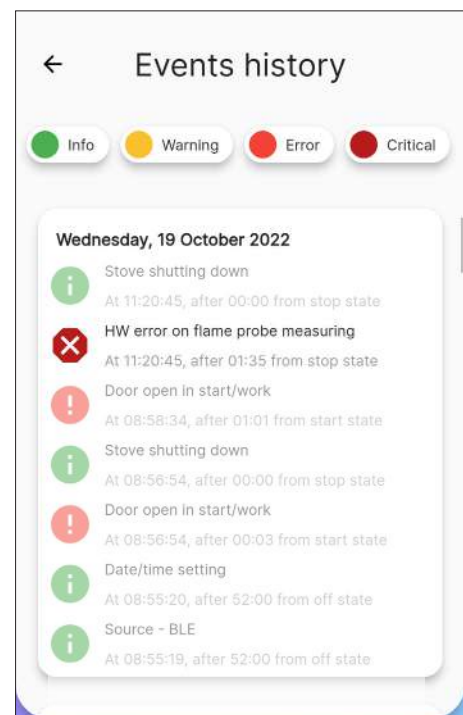 Events history
Info
Warning
Error
Critical
Wednesday, 19 October 2022
Stove shutting down
At 11:20:45, after 00:00 from stop state
HW error on flame probe measuring
At 11:20:45, after 01:35 from stop state
Door open in start/work
At 08:58:34, after 01:01 from start state
Stove shutting down
At 08:56:54, after 00:00 from stop state
Door open in start/work
At 08:56:54, after 00:03 from start state
Date/time setting
At 08:55:20, after 52:00 from off state
Source - BLE
At 08:55:19, after 52:00 from off state